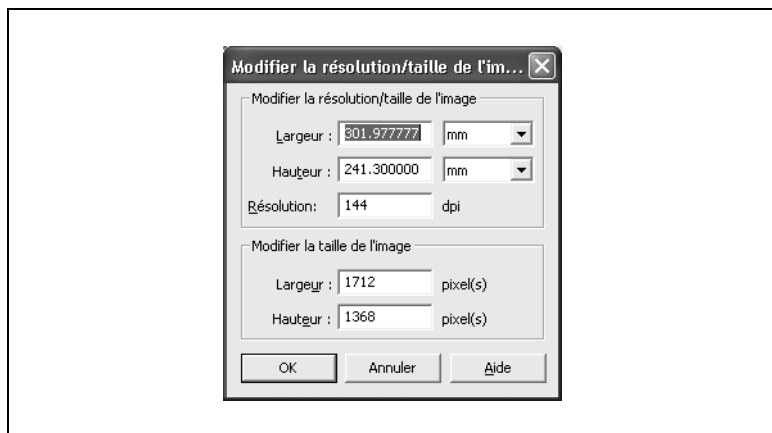 Modifier la résolution/taille de l'im...
Modifier la résolution/taille de l'image
Largeur : 301.977777 mm
Hauteur : 241.300000 mm
Résolution: 144 dpi
Modifier la taille de l'image
Largeur : 1712 pixel(s)
Hauteur : 1368 pixel(s)
OK Annuler Aide